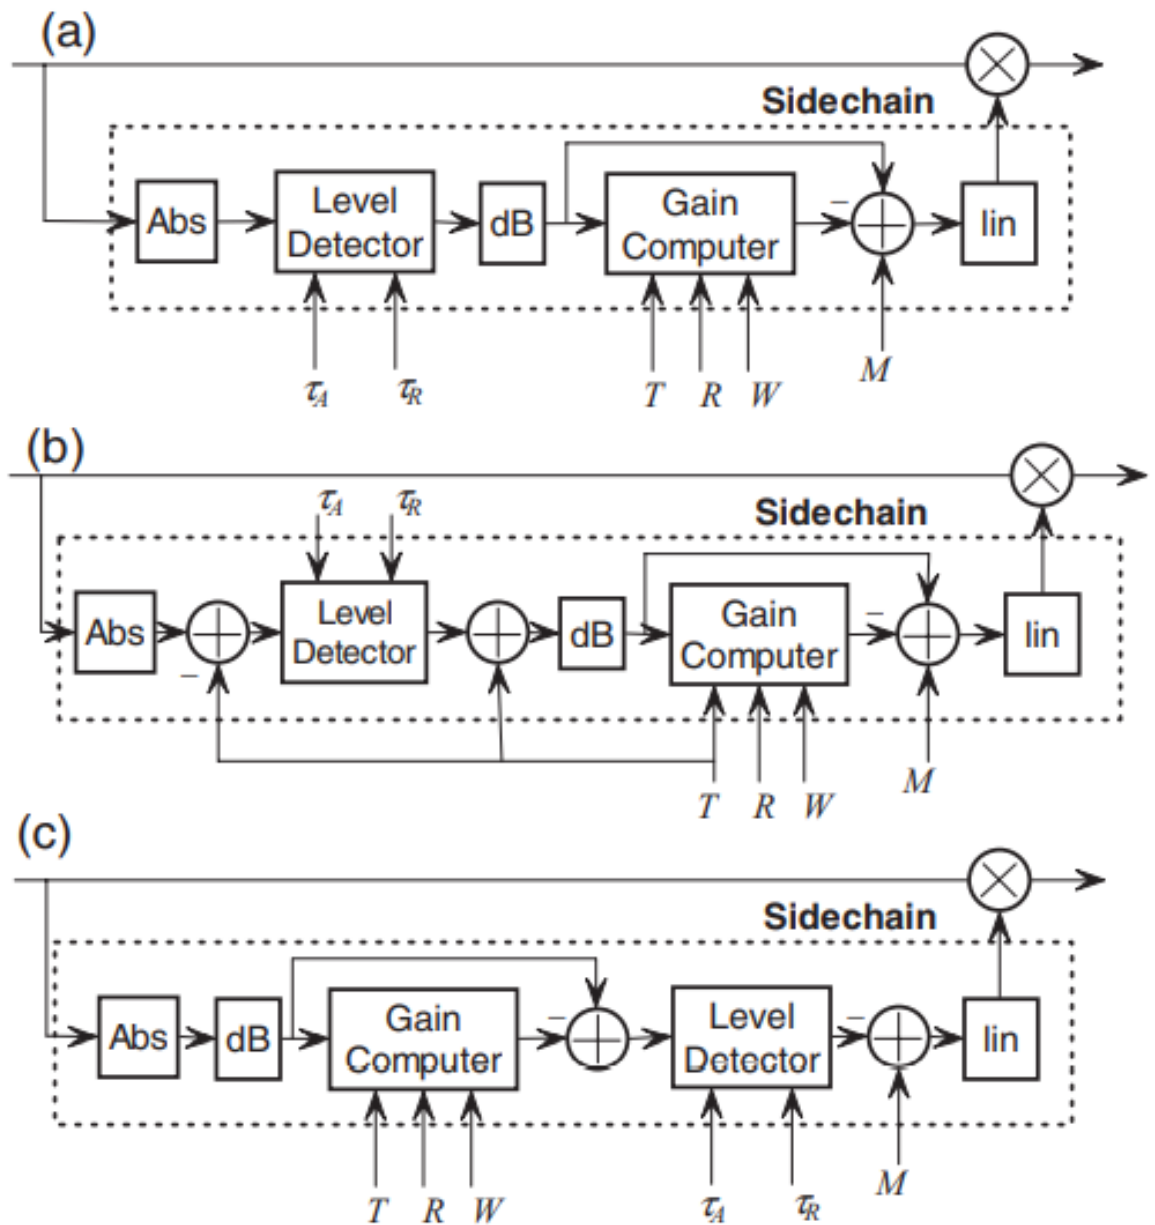 (a)
Sidechain
Abs
Level
Detector
dB
Gain
Computer
−
lin
τA
τR
T
R
W
M
(b)
τA
τR
Sidechain
Abs
−
Level
Detector
dB
Gain
Computer
−
lin
T
R
W
M
(c)
Sidechain
Abs
dB
Gain
Computer
−
Level
Detector
−
lin
T
R
W
τA
τR
M